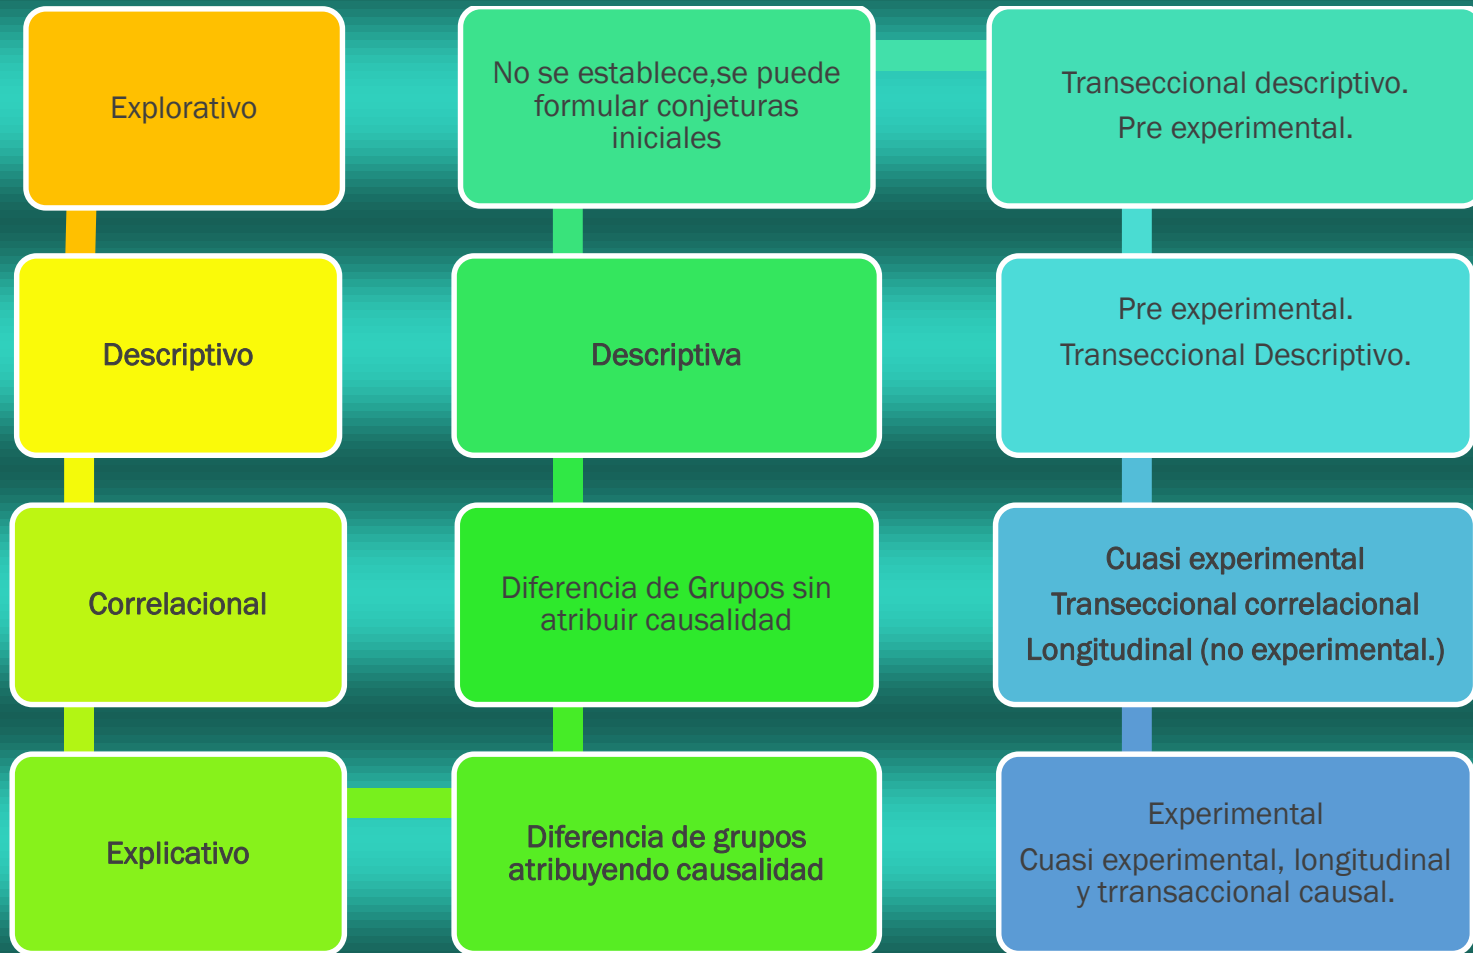 Explorativo
No se establece,se puede
formular conjeturas
iniciales
Transeccional descriptivo.
Pre experimental.
Descriptivo
Descriptiva
Pre experimental.
Transeccional Descriptivo.
Correlacional
Diferencia de Grupos sin
atribuir causalidad
Cuasi experimental
Transeccional correlacional
Longitudinal (no experimental.)
Explicativo
Diferencia de grupos
atribuyendo causalidad
Experimental
Cuasi experimental, longitudinal
y trransaccional causal.